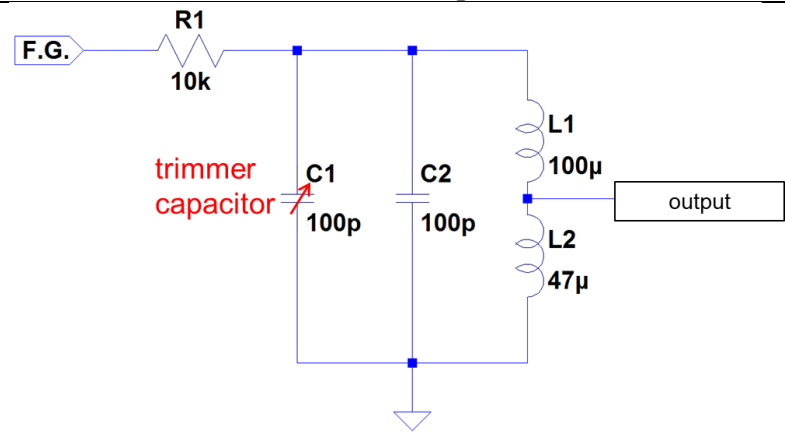 R1
F.G.
10k
L1
trimmer
C1
C2
100µ
capacitor
output
100p
100p
L2
47µ